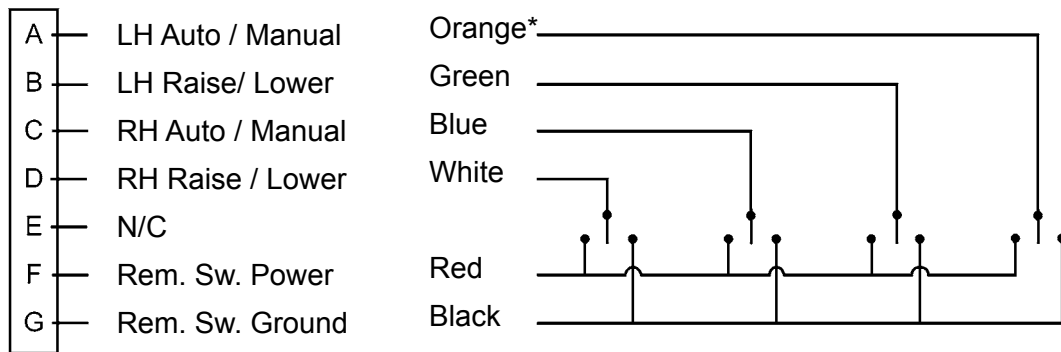 A LH Auto / Manual Orange*
B LH Raise/ Lower Green
C RH Auto / Manual Blue
D RH Raise / Lower White
E N/C
F Rem. Sw. Power Red
G Rem. Sw. Ground Black